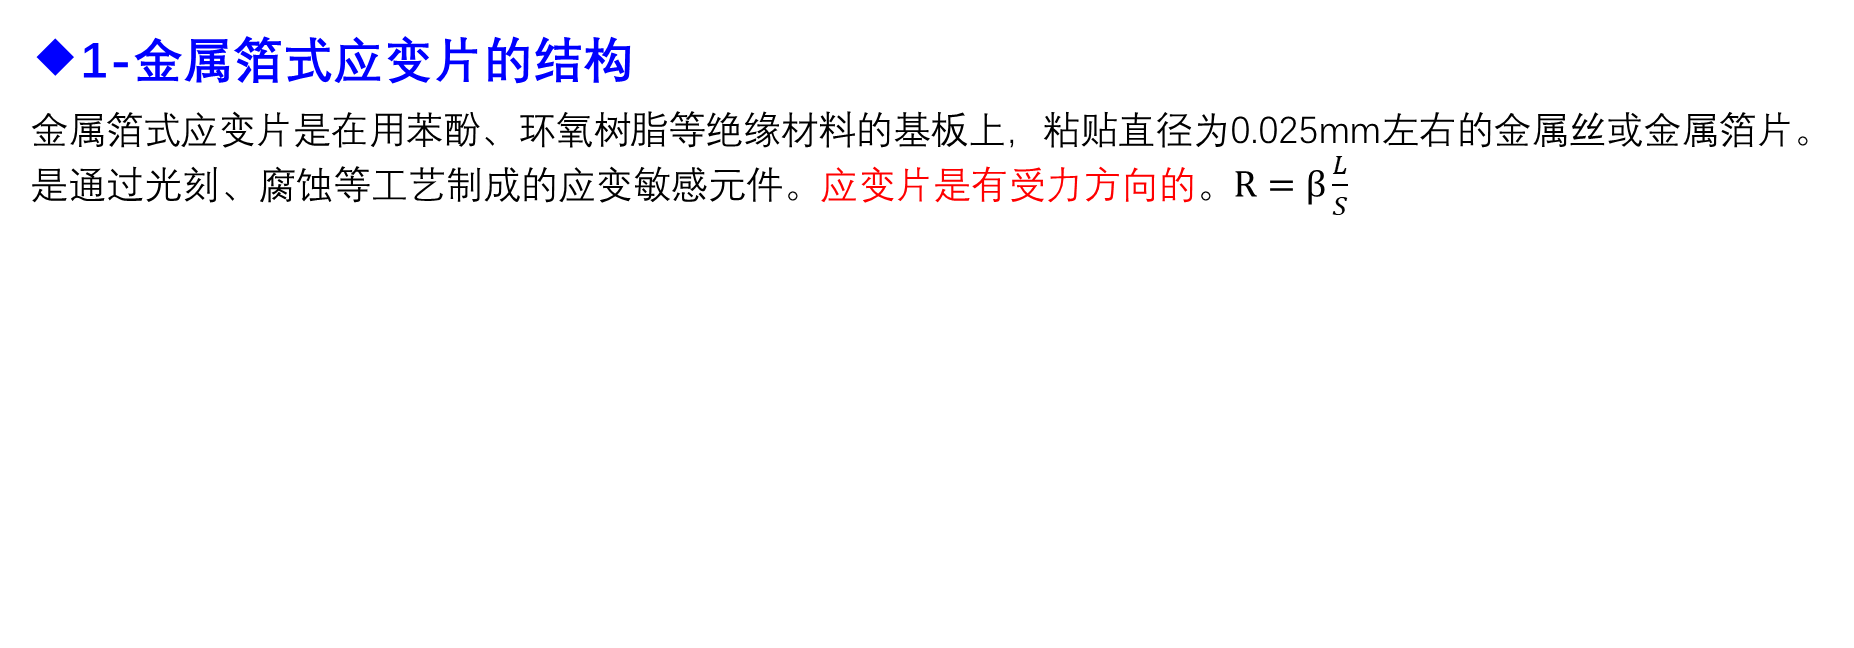 ◆1-金属箔式应变片的结构
金属箔式应变片是在用苯酚、环氧树脂等绝缘材料的基板上，粘贴直径为0.025mm左右的金属丝或金属箔片。
是通过光刻、腐蚀等工艺制成的应变敏感元件。应变片是有受力方向的。R = β\frac{L}{S}